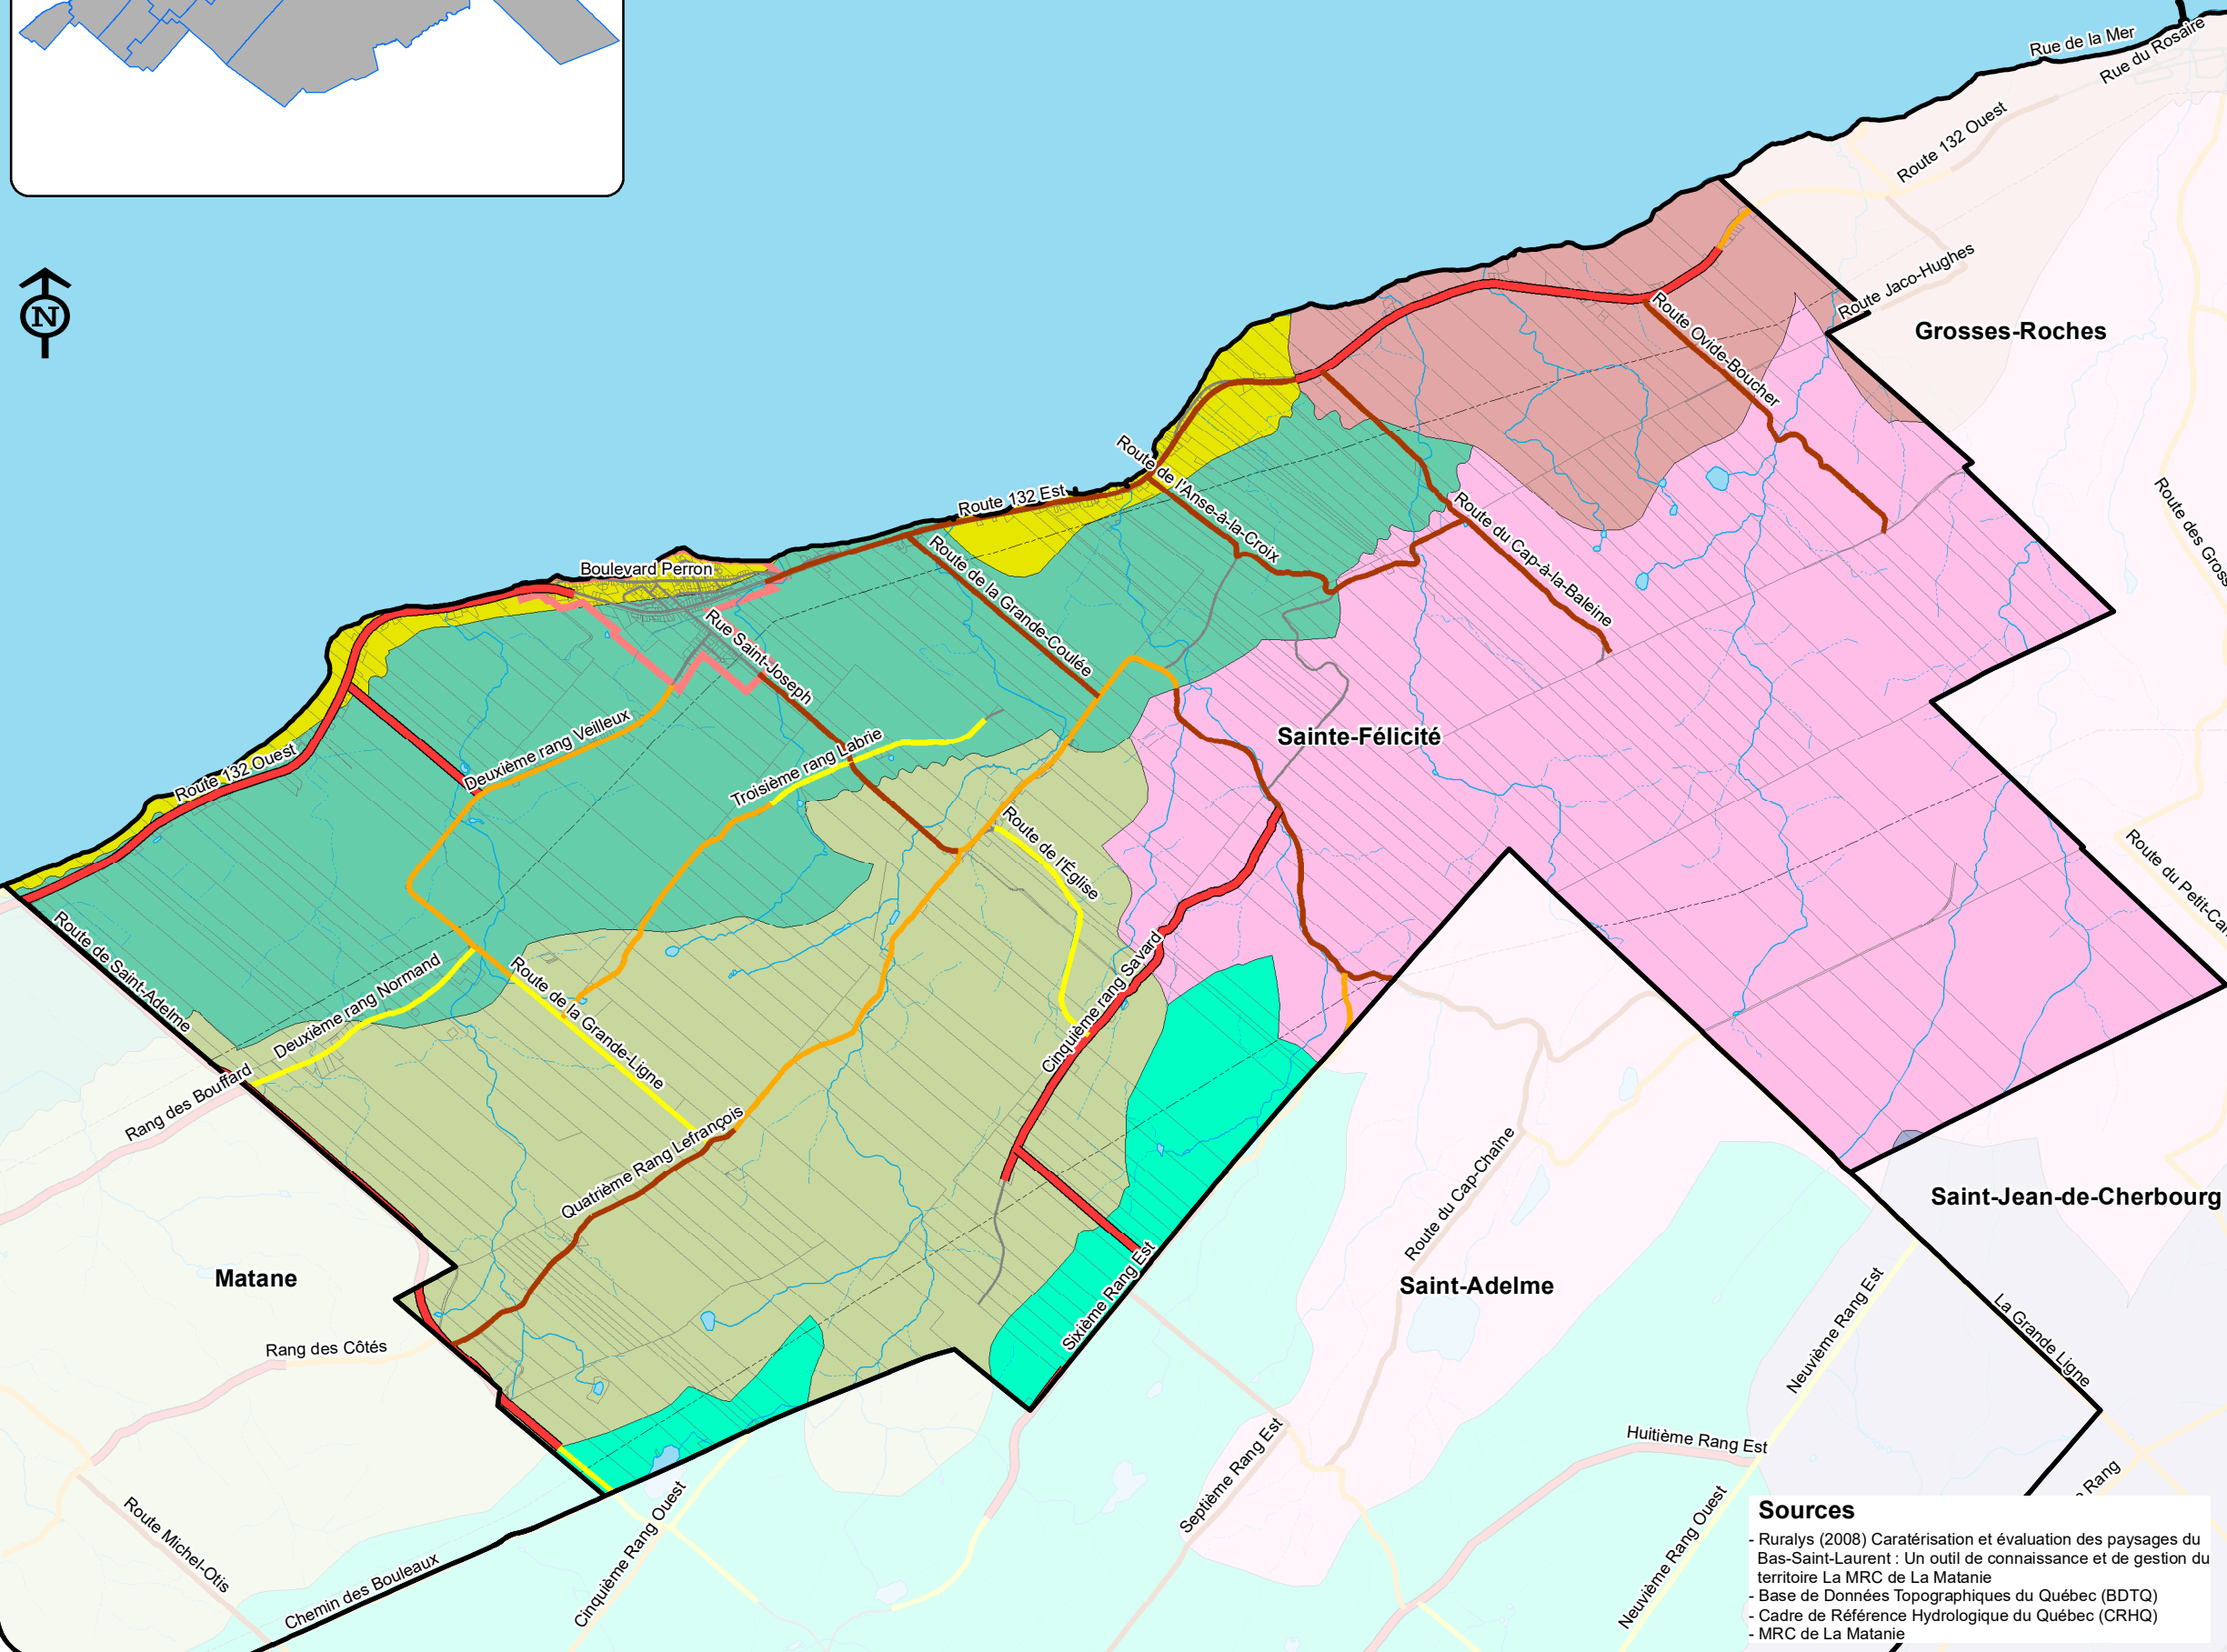 Rue de la Mer
Rue du Rosaire
Route 132 Ouest
Route Jaco-Hughes
N
Grosses-Roches
Route Ovide-Boucher
Route de l'Anse-à-la-Croix
Route 132 Est
Route du Cap-à-la-Baleine
Route des Gross
Boulevard Perron
Route de la Grande-Coulée
Rue Saint-Joseph
Deuxième rang Veilleux
Sainte-Félicité
Route 132 Ouest
Troisième rang Labrie
Route de l'Église
Route du Petit-Car
Route de Saint-Adelme
Deuxième rang Normand
Route de la Grande-Ligne
Cinquième rang Savard
Rang des Bouffard
Quatrième Rang Lefrançois
Route du Cap-Chaîne
Saint-Jean-de-Cherbourg
Matane
Sixième Rang Est
Saint-Adelme
Neuvième Rang Est
La Grande Ligne
Rang des Côtés
Huitième Rang Est
Septième Rang Est
e Rang
Route Michel-Otis
Cinquième Rang Ouest
Neuvième Rang Ouest
Chemin des Bouleaux
Sources
- Ruralys (2008) Caratérisation et évaluation des paysages du
Bas-Saint-Laurent : Un outil de connaissance et de gestion du
territoire La MRC de La Matanie
- Base de Données Topographiques du Québec (BDTQ)
- Cadre de Référence Hydrologique du Québec (CRHQ)
- MRC de La Matanie